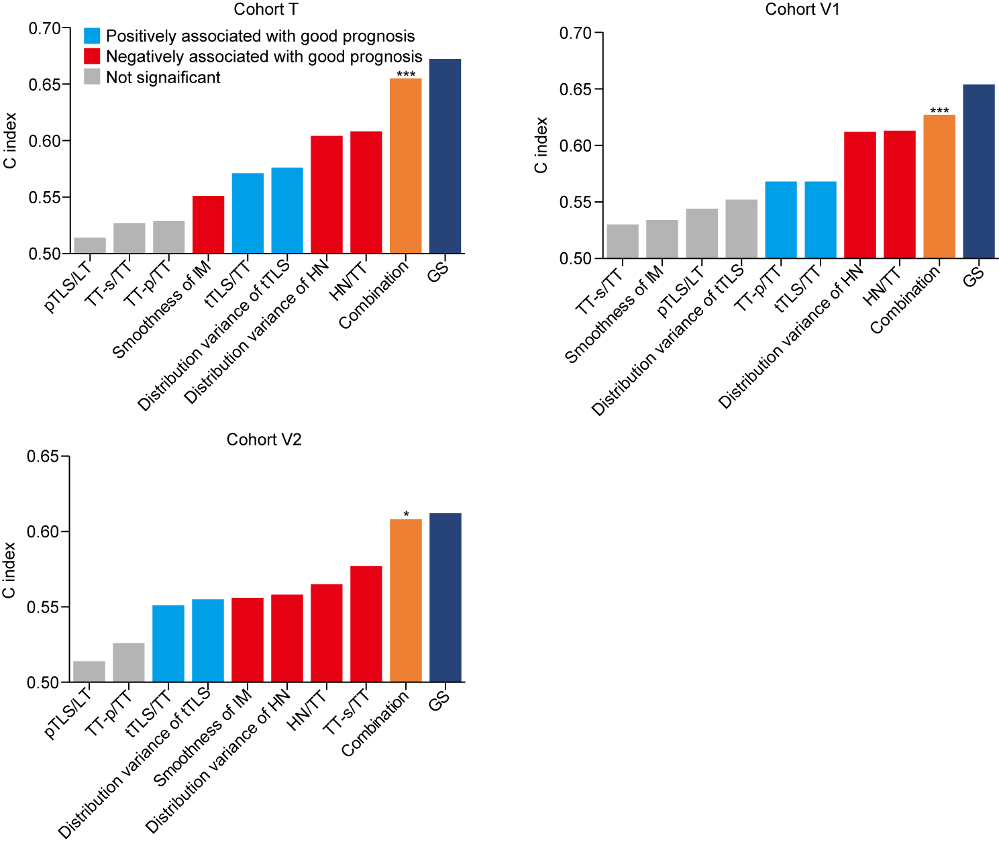 Cohort T
Positively associated with good prognosis
Negatively associated with good prognosis
Not signaificant
C index
0.70
0.65
0.60
0.55
0.50
***
pTLS/LT
TT-s/TT
TT-p/TT
Smoothness of IM
tTLS/TT
Distribution variance of tTLS
Distribution variance of HN
HN/TT
Combination
GS
Cohort V1
C index
0.70
0.65
0.60
0.55
0.50
***
TT-s/TT
Smoothness of IM
pTLS/LT
Distribution variance of tTLS
TT-p/TT
tTLS/TT
Distribution variance of HN
HN/TT
Combination
GS
Cohort V2
C index
0.65
0.60
0.55
0.50
*
pTLS/LT
TT-p/TT
tTLS/TT
Distribution variance of tTLS
Smoothness of IM
Distribution variance of HN
HN/TT
TT-s/TT
Combination
GS